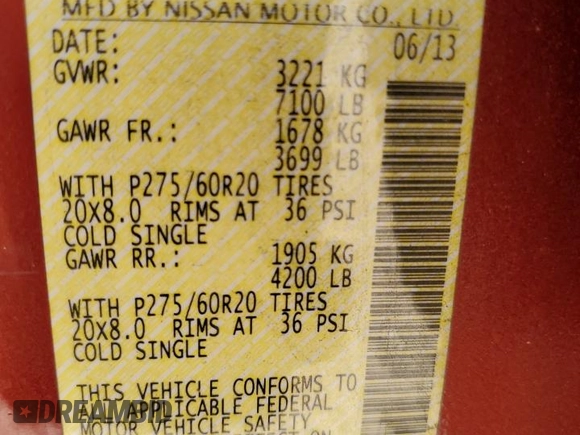 MFD BY NISSAN MOTOR CO., LTD.
DATE: 06/13
GVWR: 3221 KG
7100 LB
GAWR FR.: 1678 KG
3699 LB
WITH P275/60R20 TIRES
20X8.0 RIMS AT 36 PSI
COLD SINGLE
GAWR RR.: 1905 KG
4200 LB
WITH P275/60R20 TIRES
20X8.0 RIMS AT 36 PSI
COLD SINGLE
THIS VEHICLE CONFORMS TO
APPLICABLE FEDERAL
MOTOR VEHICLE SAFETY
DREAMBID